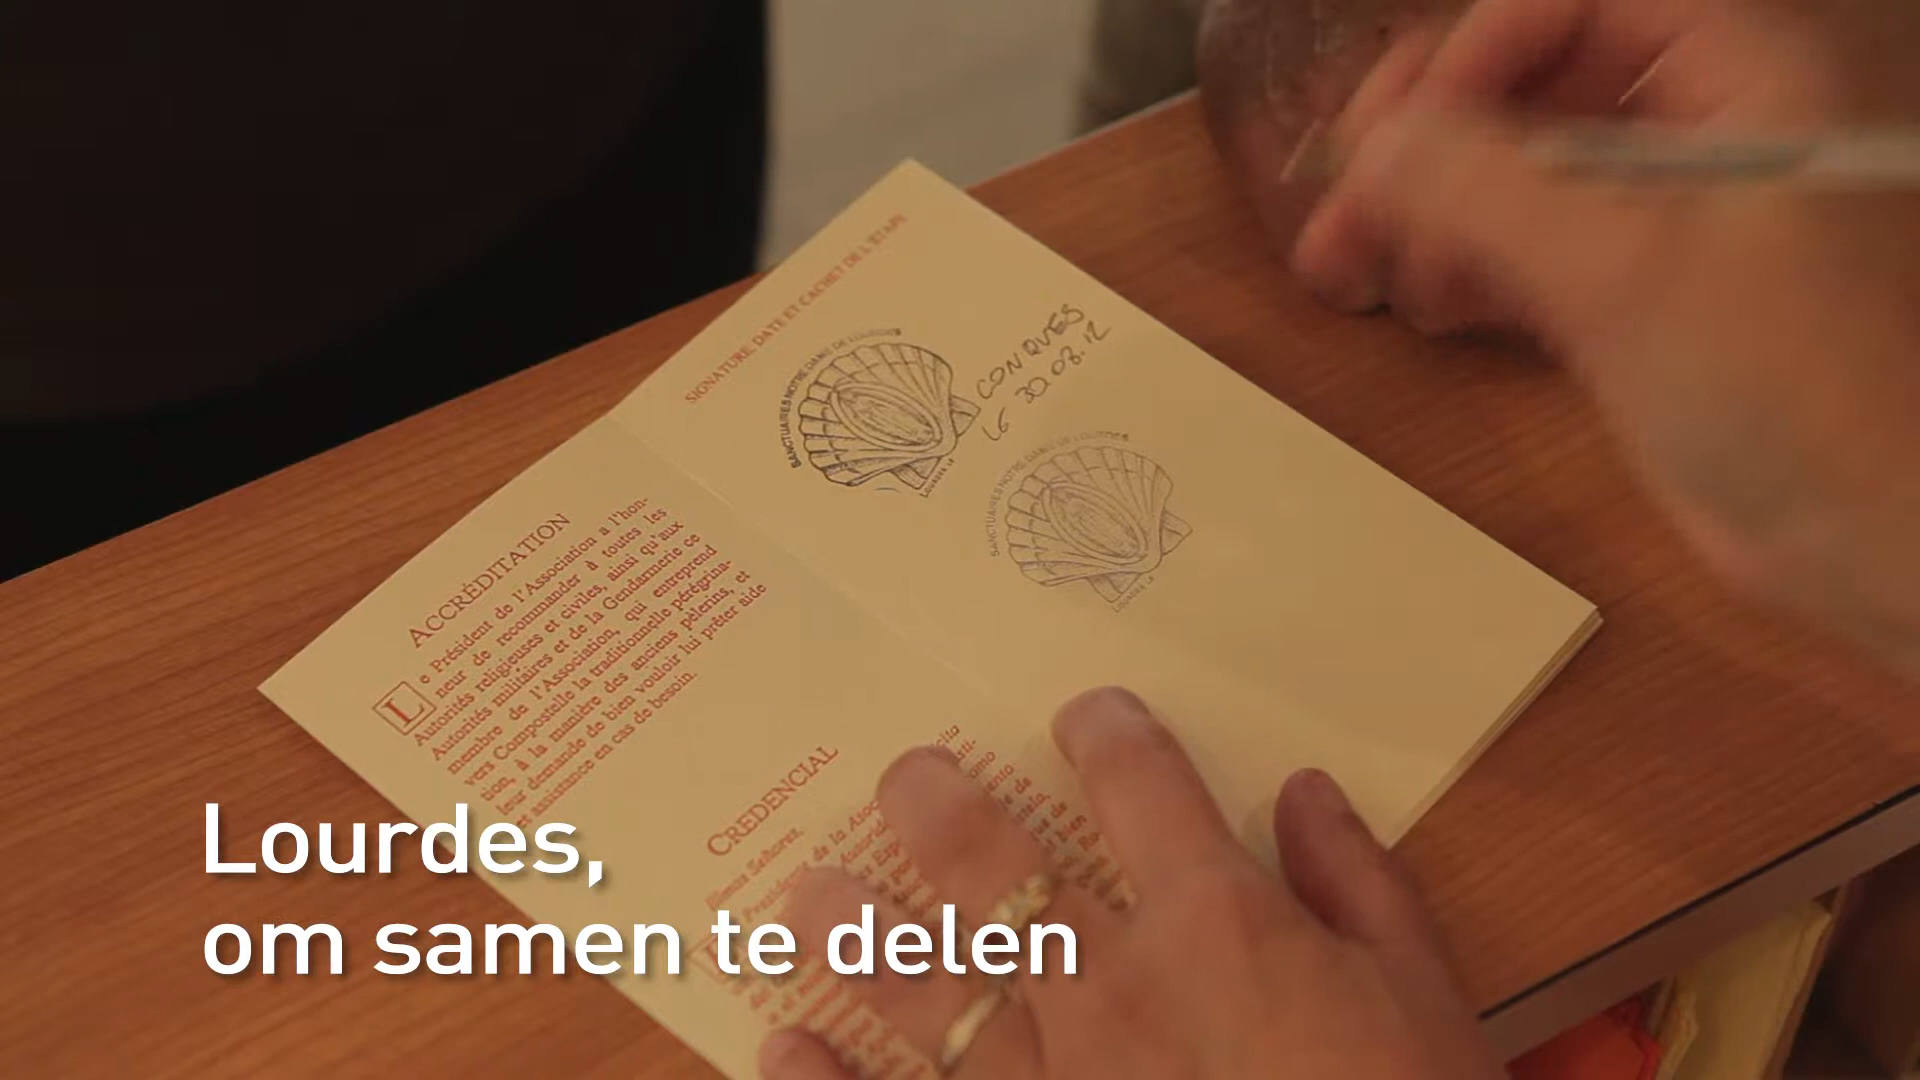 SIGNATURE, DATE ET CACHET DE L'ÉTAPE
SANCTUAIRES NOTRE DAME DE LOURDES
LOURDES
CONQUES
LE 30.08.12
SANCTUAIRES NOTRE DAME DE LOURDES
LOURDES
ACCRÉDITATION
Le Président de l'Association a l'hon-
neur de recommander à toutes les
Autorités religieuses et civiles, ainsi qu'aux
Autorités militaires et de la Gendarmerie ce
membre de l'Association, qui entreprend
vers Compostelle la traditionnelle pérégrina-
tion, à la manière des anciens pèlerins, et
leur demande de bien vouloir lui prêter aide
et assistance en cas de besoin.
CREDENCIAL
Señores,
Lourdes,
om samen te delen